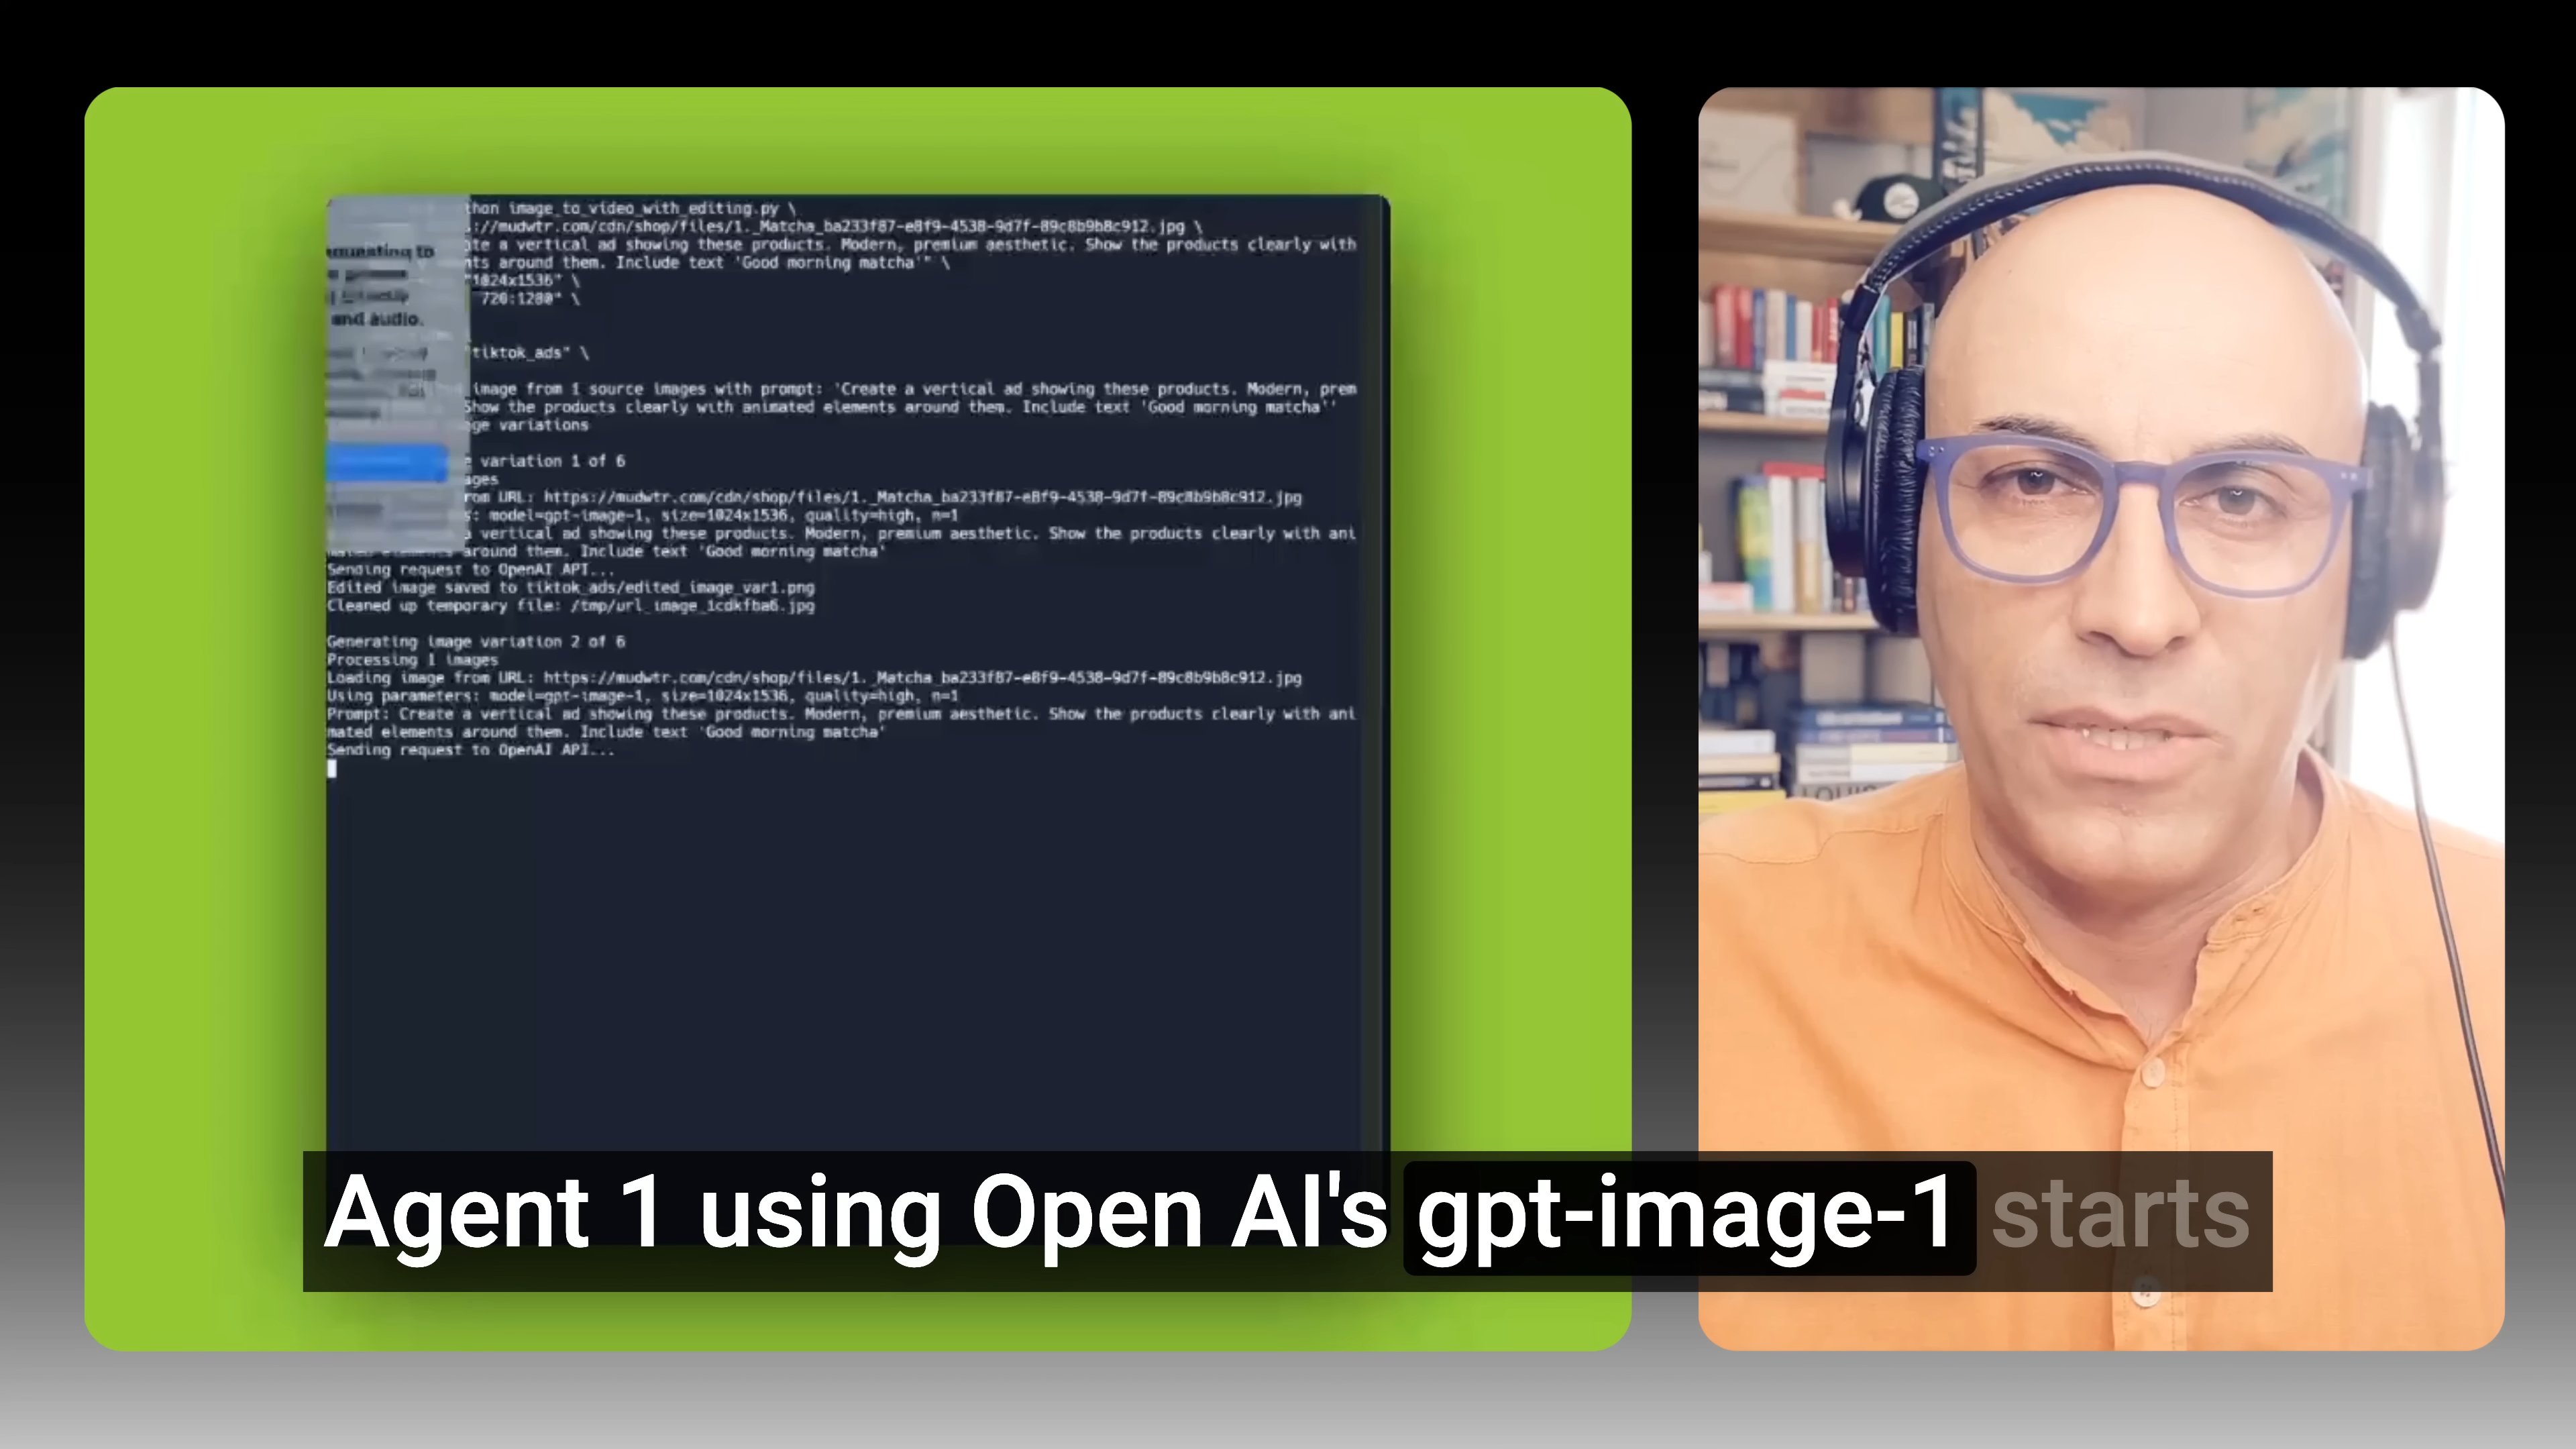 thon image_to_video_with_editing.py \
://mudwtr.com/cdn/shop/files/1._Matcha_ba233f87-e8f9-4538-9d7f-89c8b9b8c912.jpg \
te a vertical ad showing these products. Modern, premium aesthetic. Show the products clearly with
nts around them. Include text 'Good morning matcha'" \
"1024x1536" \
720:1280" \
"tiktok_ads" \
image from 1 source images with prompt: 'Create a vertical ad showing these products. Modern, prem
Show the products clearly with animated elements around them. Include text 'Good morning matcha''
ge variations
variation 1 of 6
ages
rom URL: https://mudwtr.com/cdn/shop/files/1._Matcha_ba233f87-e8f9-4538-9d7f-89c8b9b8c912.jpg
s: model=gpt-image-1, size=1024x1536, quality=high, n=1
a vertical ad showing these products. Modern, premium aesthetic. Show the products clearly with ani
around them. Include text 'Good morning matcha'
Sending request to OpenAI API...
Edited image saved to tiktok_ads/edited_image_var1.png
Cleaned up temporary file: /tmp/url_image_1cdkfba6.jpg
Generating image variation 2 of 6
Processing 1 images
Loading image from URL: https://mudwtr.com/cdn/shop/files/1._Matcha_ba233f87-e8f9-4538-9d7f-89c8b9b8c912.jpg
Using parameters: model=gpt-image-1, size=1024x1536, quality=high, n=1
Prompt: Create a vertical ad showing these products. Modern, premium aesthetic. Show the products clearly with ani
mated elements around them. Include text 'Good morning matcha'
Sending request to OpenAI API...
to
and audio.
LOUIS
Agent 1 using Open AI's gpt-image-1 starts